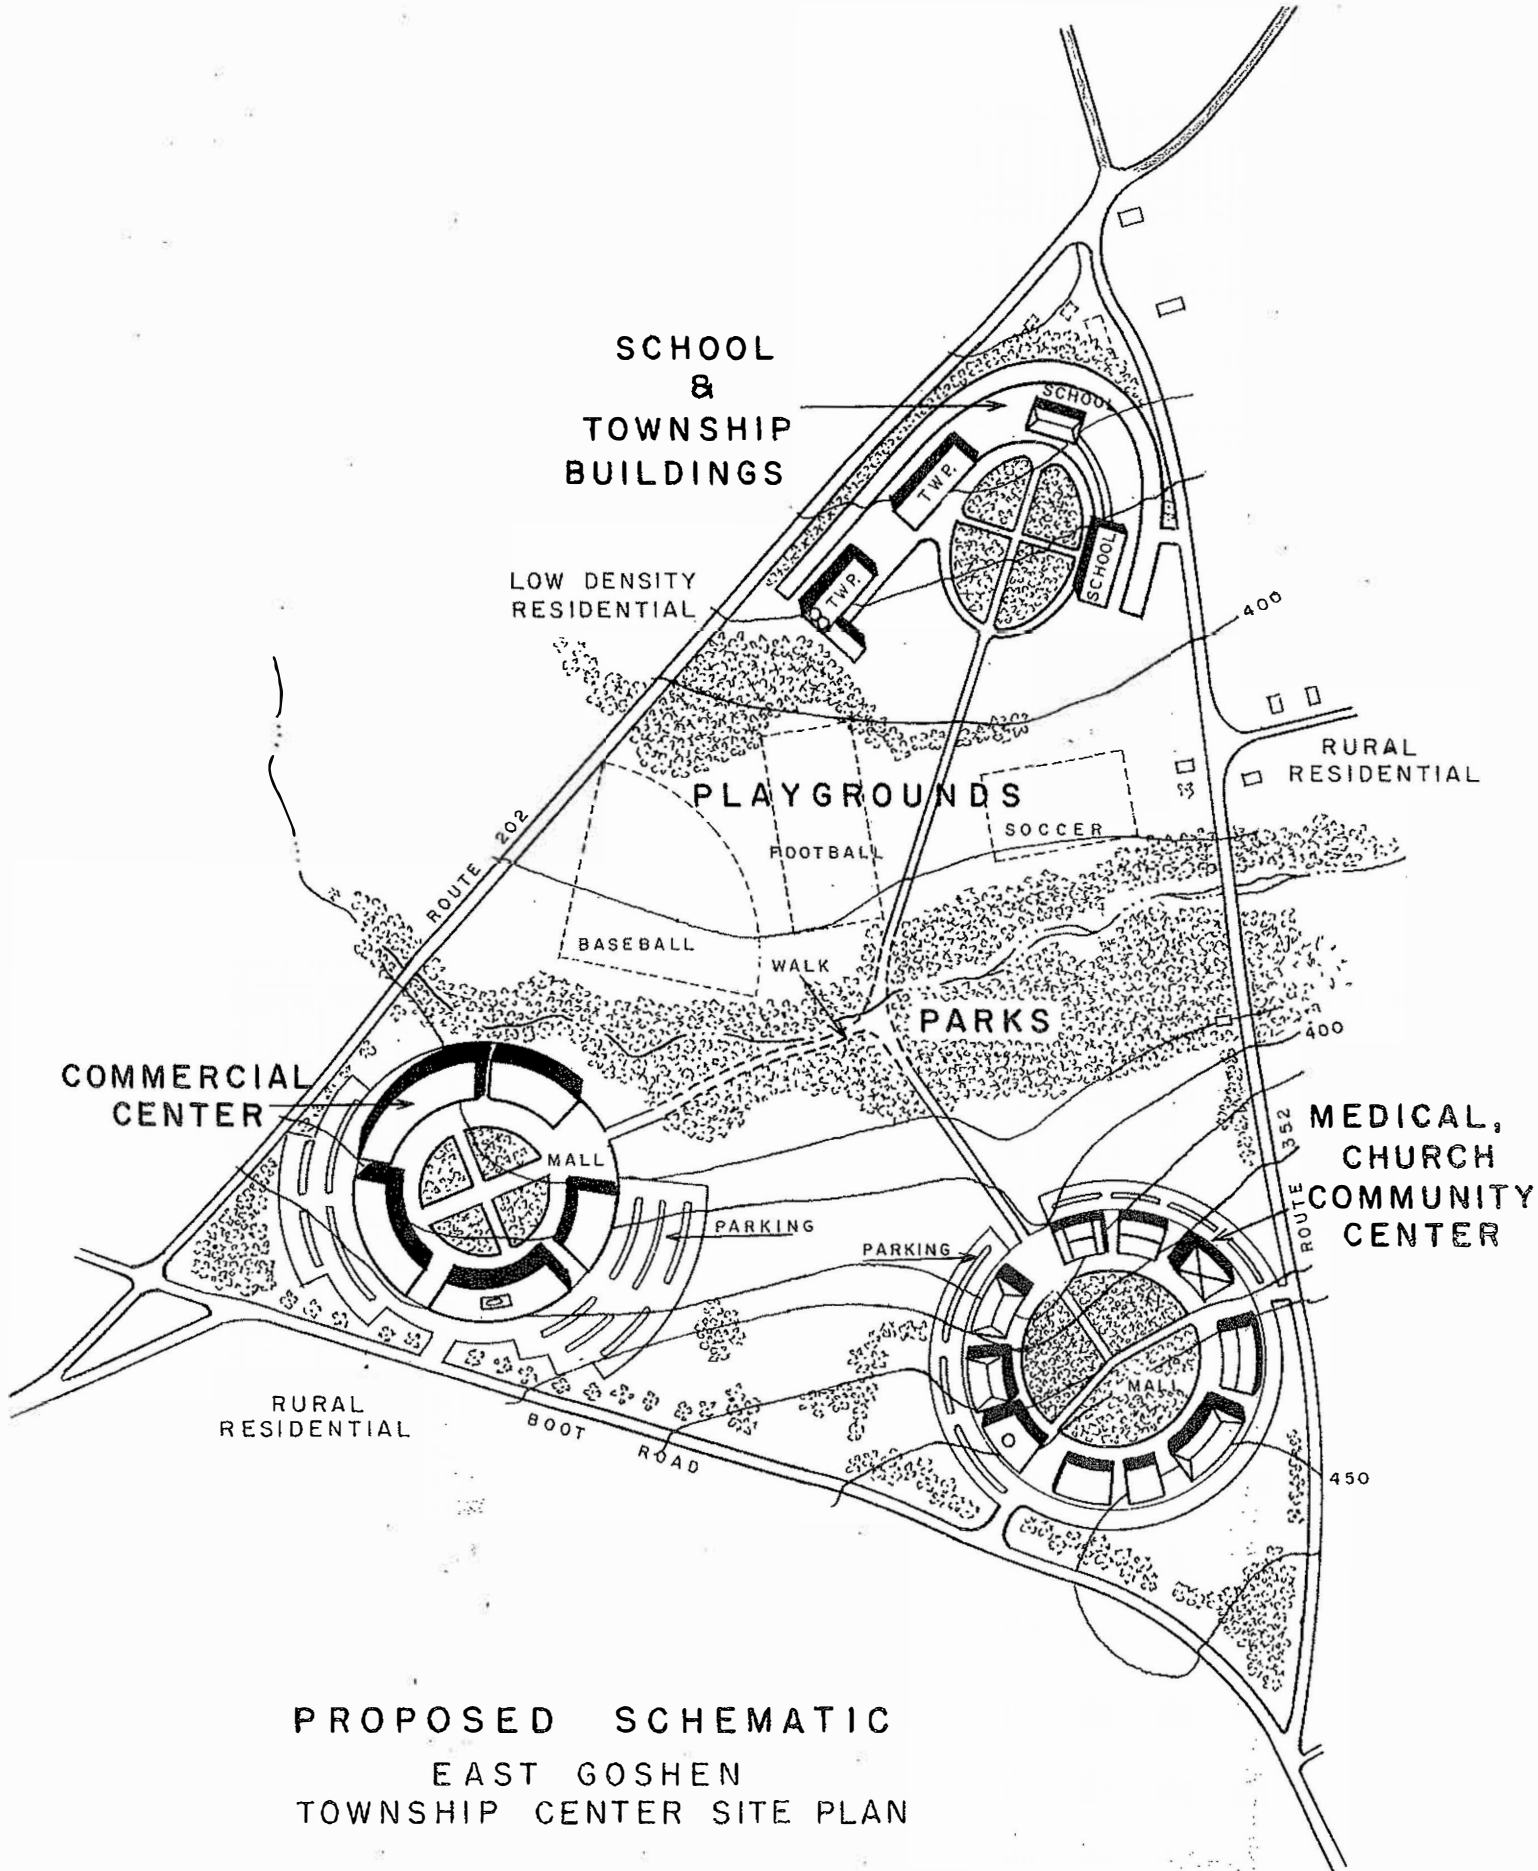 SCHOOL
&
TOWNSHIP
BUILDINGS
SCHOOL
TWP.
TWP.
SCHOOL
LOW DENSITY
RESIDENTIAL
400
RURAL
RESIDENTIAL
PLAYGROUNDS
SOCCER
FOOTBALL
ROUTE 202
BASEBALL
WALK
PARKS
400
COMMERCIAL
CENTER
MALL
PARKING
PARKING
MEDICAL,
CHURCH
COMMUNITY
CENTER
ROUTE 352
MALL
RURAL
RESIDENTIAL
BOOT ROAD
450
PROPOSED SCHEMATIC
EAST GOSHEN
TOWNSHIP CENTER SITE PLAN